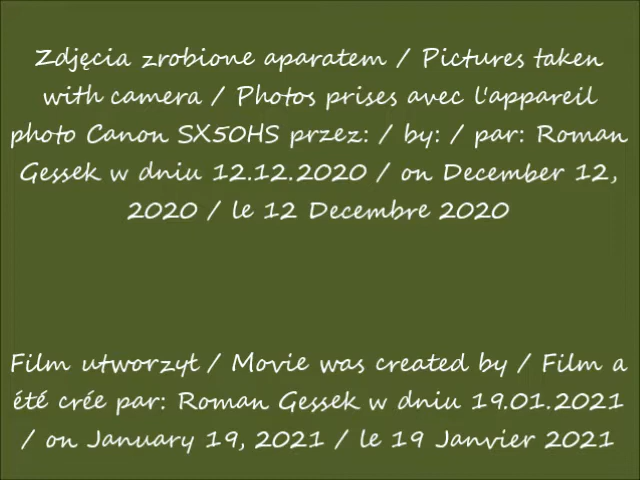 Zdjęcia zrobione aparatem / Pictures taken
with camera / Photos prises avec l'appareil
photo Canon SX50HS przez: / by: / par: Roman
Gessek w dniu 12.12.2020 / on December 12,
2020 / le 12 Decembre 2020
Film utworzył / Movie was created by / Film a
été crée par: Roman Gessek w dniu 19.01.2021
/ on January 19, 2021 / le 19 Janvier 2021